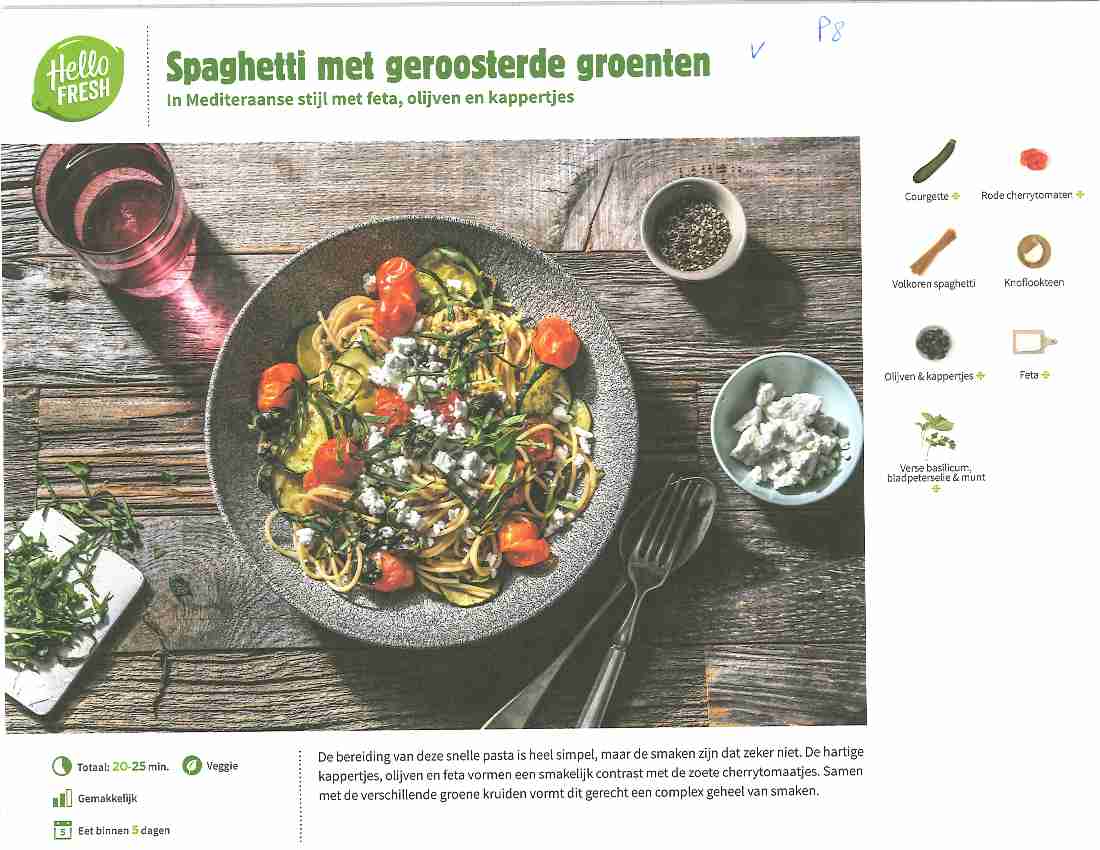 Hello
FRESH
Spaghetti met geroosterde groenten
In Mediteraanse stijl met feta, olijven en kappertjes
V P8
Courgette
Rode cherrytomaten
Volkoren spaghetti
Knoflookteen
Olijven & kappertjes
Feta
Verse basilicum,
bladpeterselie & munt
Totaal: 20-25 min.
Veggie
Gemakkelijk
5
Eet binnen 5 dagen
De bereiding van deze snelle pasta is heel simpel, maar de smaken zijn dat zeker niet. De hartige
kappertjes, olijven en feta vormen een smakelijk contrast met de zoete cherrytomaatjes. Samen
met de verschillende groene kruiden vormt dit gerecht een complex geheel van smaken.